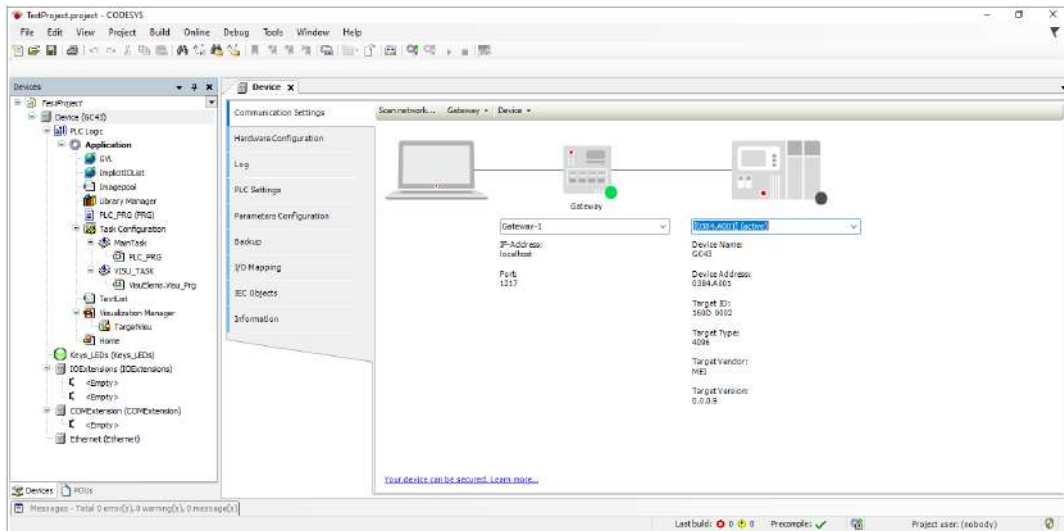 TestProject.project - CODESYS
File Edit View Project Build Online Debug Tools Window Help
Devices
TestProject
Device (GC43)
PLC Logic
Application
GVL
ImplicitIOList
Imagepool
Library Manager
PLC_PRG (PRG)
Task Configuration
MainTask
PLC_PRG
VISU_TASK
VisuElems.Visu_Prg
TextList
Visualization Manager
TargetVisu
Home
Keys_LEDs (Keys_LEDs)
IOExtensions (IOExtensions)
<Empty>
<Empty>
COMExtension (COMExtension)
<Empty>
Ethernet (Ethernet)
Devices POUs
Device X
Communication Settings
Hardware Configuration
Log
PLC Settings
Parameters Configuration
Backup
I/O Mapping
IEC Objects
Information
Scan network... Gateway Device
Gateway
Gateway-1
IP-Address:
localhost
Port:
1217
[0384.A001] (active)
Device Name:
GC43
Device Address:
0384.A001
Target ID:
160D 0002
Target Type:
4096
Target Vendor:
MEI
Target Version:
0.0.0.9
Your device can be secured. Learn more...
Messages - Total 0 error(s), 0 warning(s), 0 message(s)
Last build: 0 0 Precompile: Project user: (nobody)